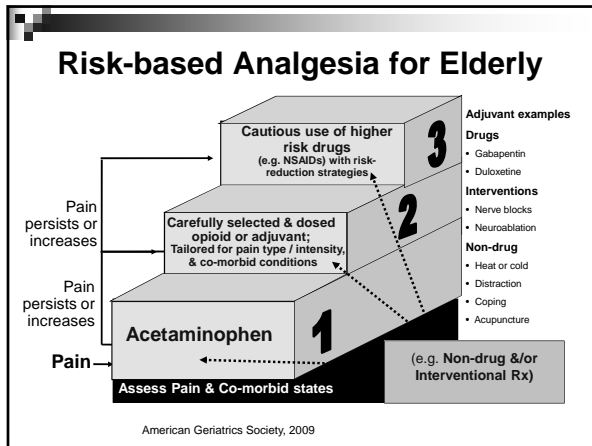 Risk-based Analgesia for Elderly
Cautious use of higher
risk drugs
(e.g. NSAIDs) with risk-
reduction strategies
3
Carefully selected & dosed
opioid or adjuvant;
Tailored for pain type / intensity,
& co-morbid conditions
2
Acetaminophen
1
Pain
persists or
increases
Pain
persists or
increases
Pain
Assess Pain & Co-morbid states
Adjuvant examples
Drugs
• Gabapentin
• Duloxetine
Interventions
• Nerve blocks
• Neuroablation
Non-drug
• Heat or cold
• Distraction
• Coping
• Acupuncture
(e.g. Non-drug &/or
Interventional Rx)
American Geriatrics Society, 2009